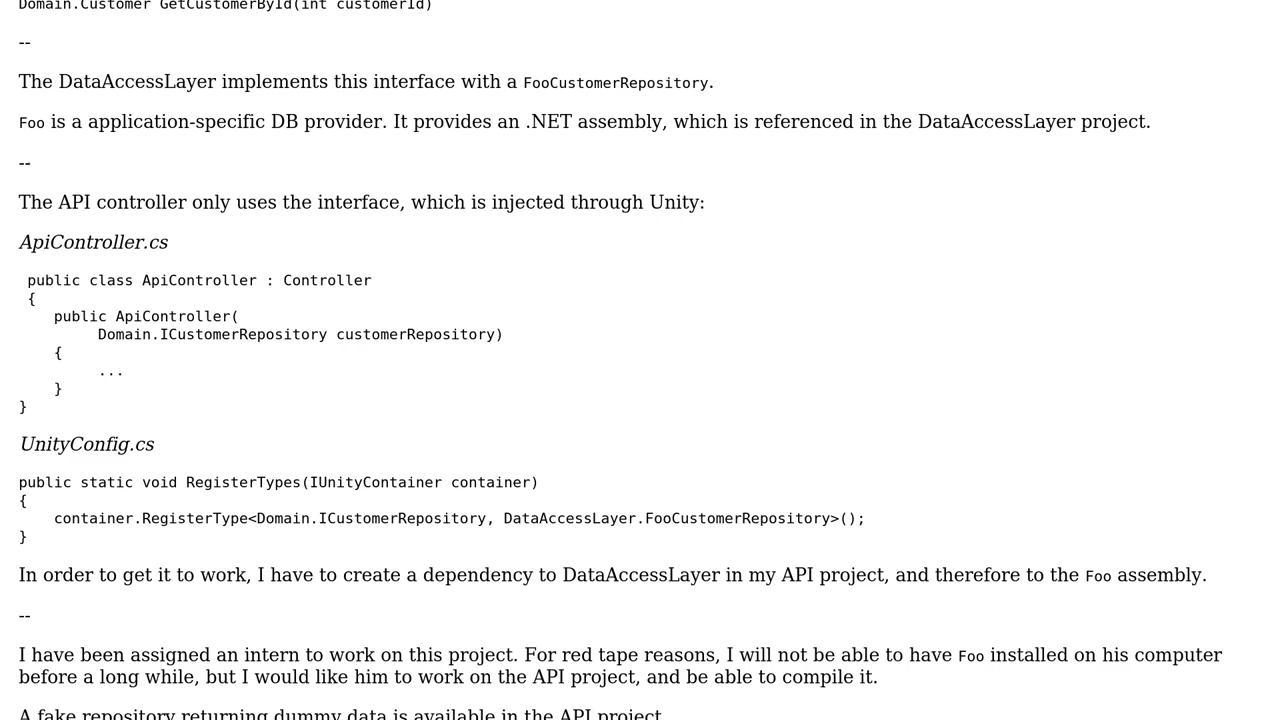 Domain.Customer GetCustomerById(int customerId)
--
The DataAccessLayer implements this interface with a FooCustomerRepository.
Foo is a application-specific DB provider. It provides an .NET assembly, which is referenced in the DataAccessLayer project.
--
The API controller only uses the interface, which is injected through Unity:
ApiController.cs
public class ApiController : Controller
{
public ApiController(
Domain.ICustomerRepository customerRepository)
{
...
}
}
UnityConfig.cs
public static void RegisterTypes(IUnityContainer container)
{
container.RegisterType<Domain.ICustomerRepository, DataAccessLayer.FooCustomerRepository>();
}
In order to get it to work, I have to create a dependency to DataAccessLayer in my API project, and therefore to the Foo assembly.
--
I have been assigned an intern to work on this project. For red tape reasons, I will not be able to have Foo installed on his computer
before a long while, but I would like him to work on the API project, and be able to compile it.
A fake repository returning dummy data is available in the API project.